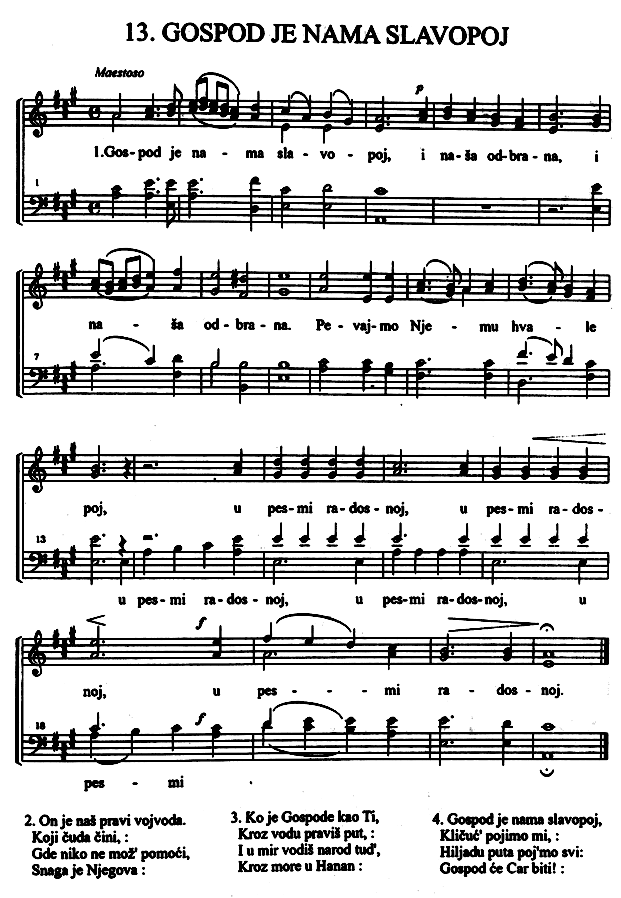 13. GOSPOD JE NAMA SLAVOPOJ
Maestoso
p
1.Gos-pod je na - ma sla - vo - poj, i na-ša od-bra - na, i
1
na - ša od-bra - na. Pe-vaj-mo Nje - mu hva - le
7
poj, u pes-mi ra-dos-noj, u pes-mi ra-dos-
13
u pes-mi ra-dos-noj, u pes-mi ra-dos-noj, u
f
noj, u pes - - - mi ra - dos - noj.
18
f
pes - mi .
2. On je naš pravi vojvoda.
Koji čuda čini, :
Gde niko ne mož' pomoći,
Snaga je Njegova :
3. Ko je Gospode kao Ti,
Kroz vodu praviš put, :
I u mir vodiš narod tuđ',
Kroz more u Hanan :
4. Gospod je nama slavopoj,
Kličuć' pojimo mi, :
Hiljadu puta poj'mo svi:
Gospod će Car biti! :